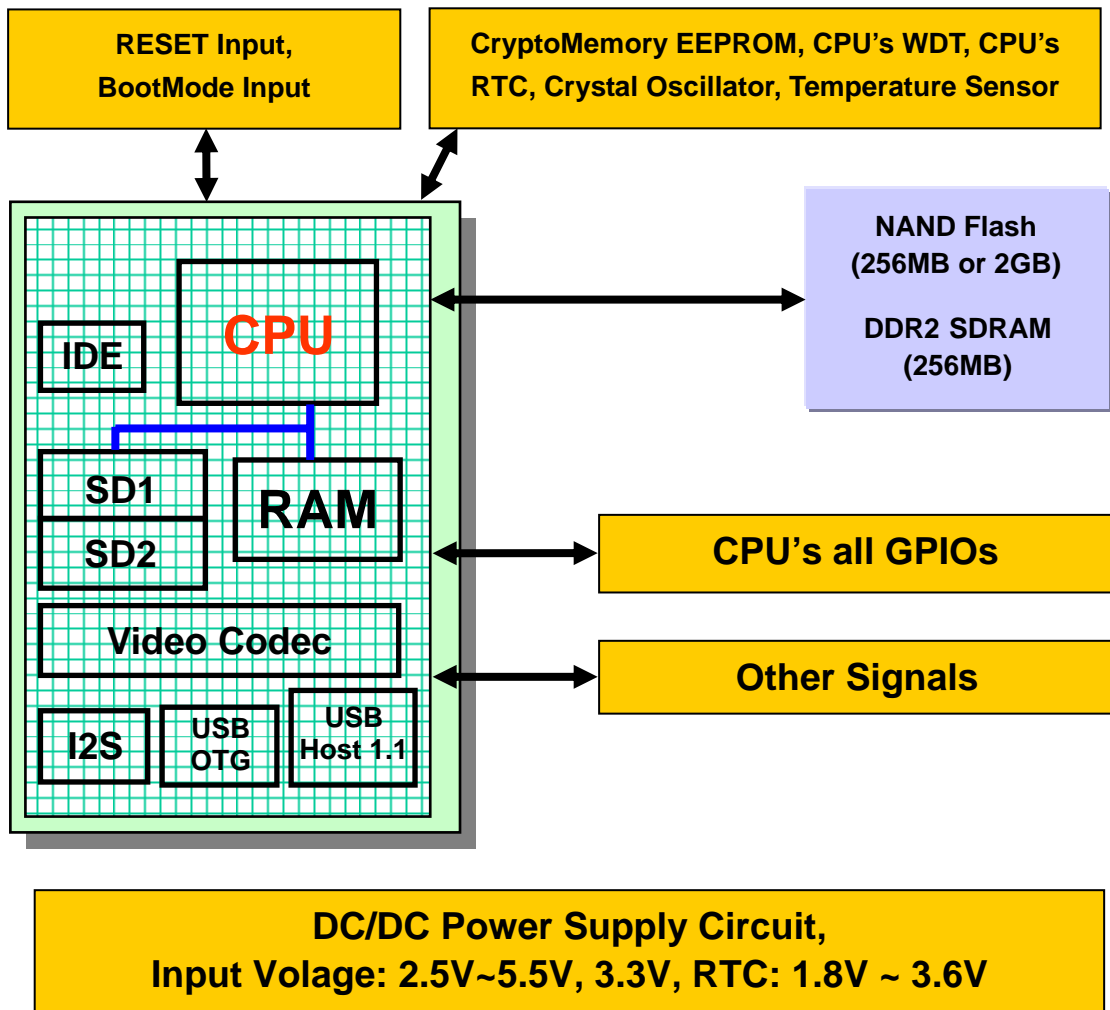 RESET Input,
BootMode Input
CryptoMemory EEPROM, CPU's WDT, CPU's
RTC, Crystal Oscillator, Temperature Sensor
NAND Flash
(256MB or 2GB)
DDR2 SDRAM
(256MB)
CPU
IDE
SD1
SD2
RAM
CPU's all GPIOs
Video Codec
Other Signals
I2S
USB
OTG
USB
Host 1.1
DC/DC Power Supply Circuit,
Input Volage: 2.5V~5.5V, 3.3V, RTC: 1.8V ~ 3.6V